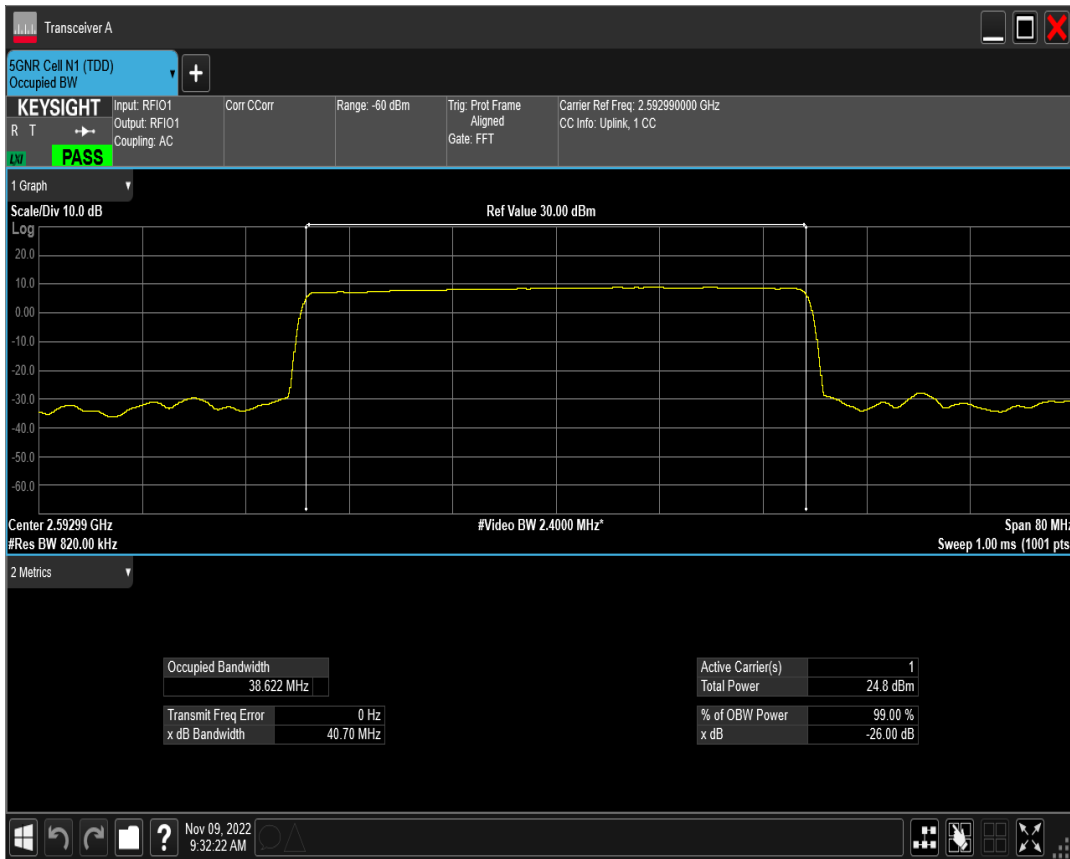 Transceiver A
5GNR Cell N1 (TDD)
Occupied BW
+
KEYSIGHT
R T
LXI
PASS
Input: RFIO1
Output: RFIO1
Coupling: AC
Corr CCorr
Range: -60 dBm
Trig: Prot Frame
Aligned
Gate: FFT
Carrier Ref Freq: 2.592990000 GHz
CC Info: Uplink, 1 CC
1 Graph
Scale/Div 10.0 dB
Ref Value 30.00 dBm
Log
20.0
10.0
0.00
-10.0
-20.0
-30.0
-40.0
-50.0
-60.0
Center 2.59299 GHz
#Video BW 2.4000 MHz*
Span 80 MHz
#Res BW 820.00 kHz
Sweep 1.00 ms (1001 pts
2 Metrics
Occupied Bandwidth
38.622 MHz
Transmit Freq Error 0 Hz
x dB Bandwidth 40.70 MHz
Active Carrier(s) 1
Total Power 24.8 dBm
% of OBW Power 99.00 %
x dB -26.00 dB
?
Nov 09, 2022
9:32:22 AM